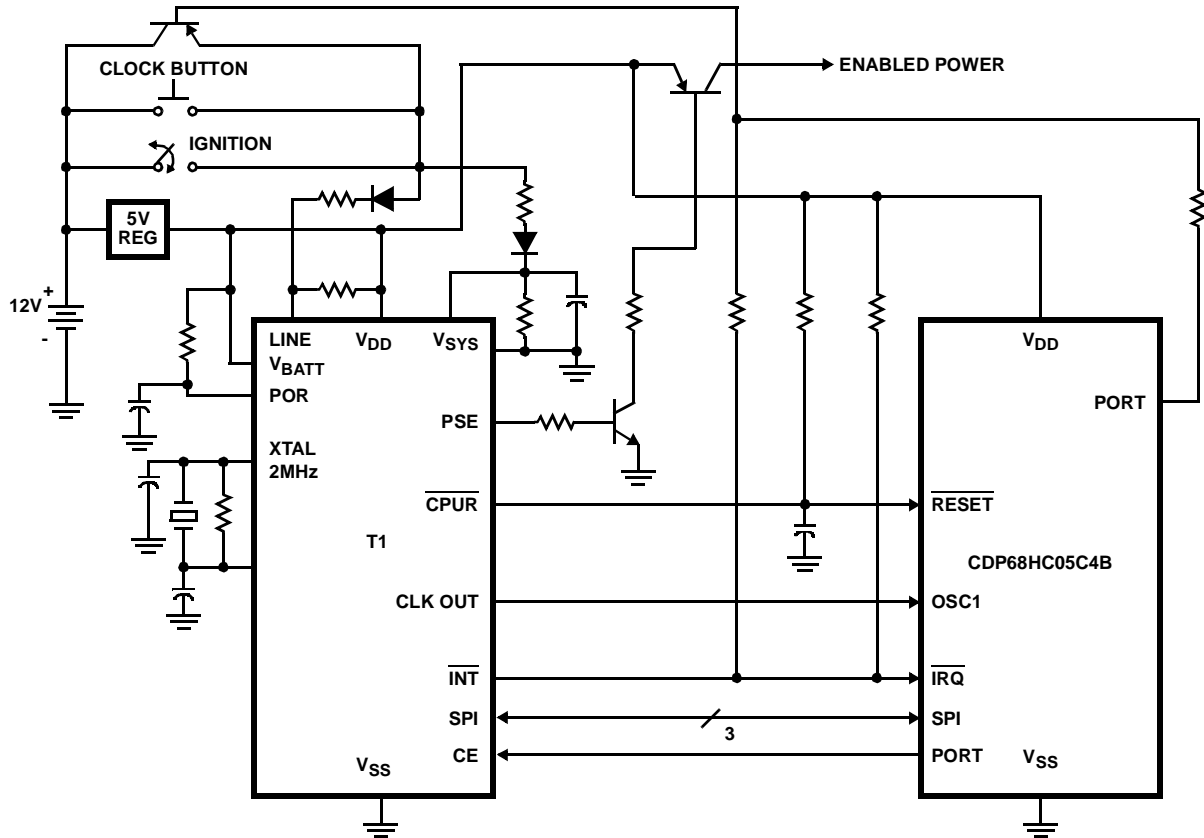 CLOCK BUTTON
ENABLED POWER
IGNITION
5V
REG
12V
+
-
LINE
VDD
VSYS
VBATT
POR
PSE
XTAL
2MHz
CPUR
T1
CLK OUT
INT
SPI
CE
VSS
3
VDD
PORT
RESET
CDP68HC05C4B
OSC1
IRQ
SPI
PORT
VSS